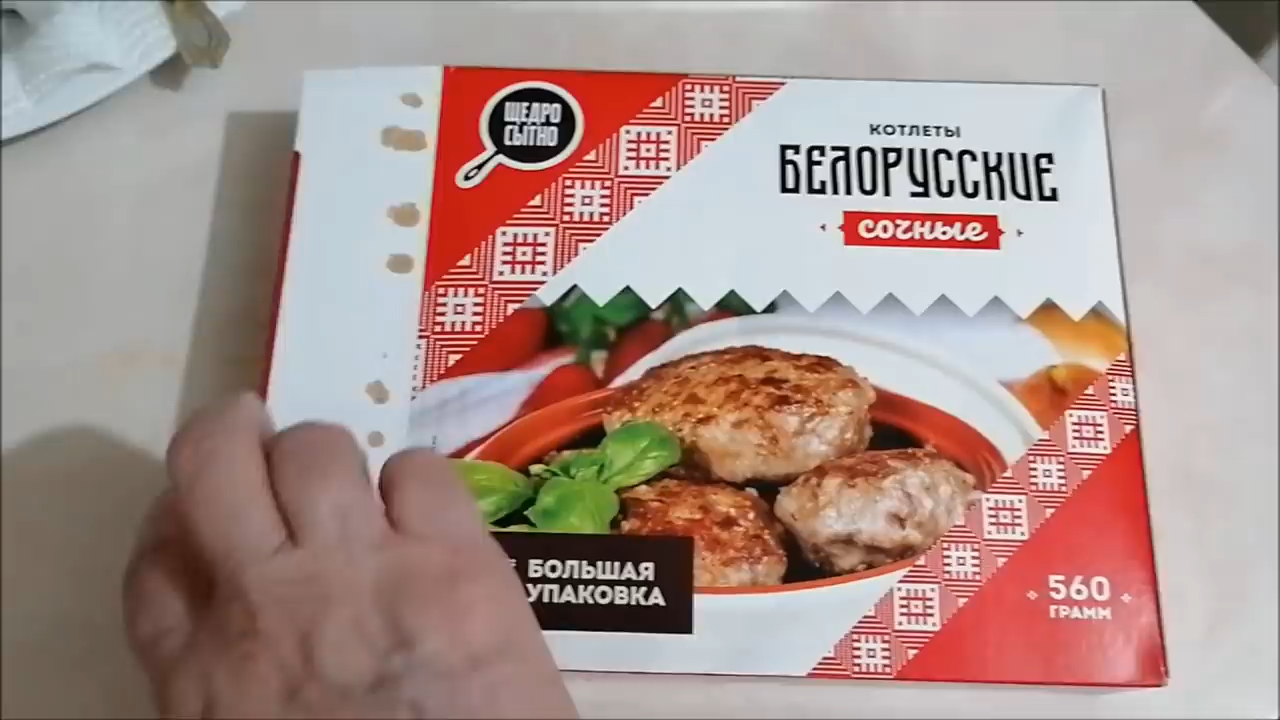 ЩЕДРО
СЫТНО
КОТЛЕТЫ
БЕЛОРУССКИЕ
сочные
БОЛЬШАЯ
УПАКОВКА
560
ГРАММ